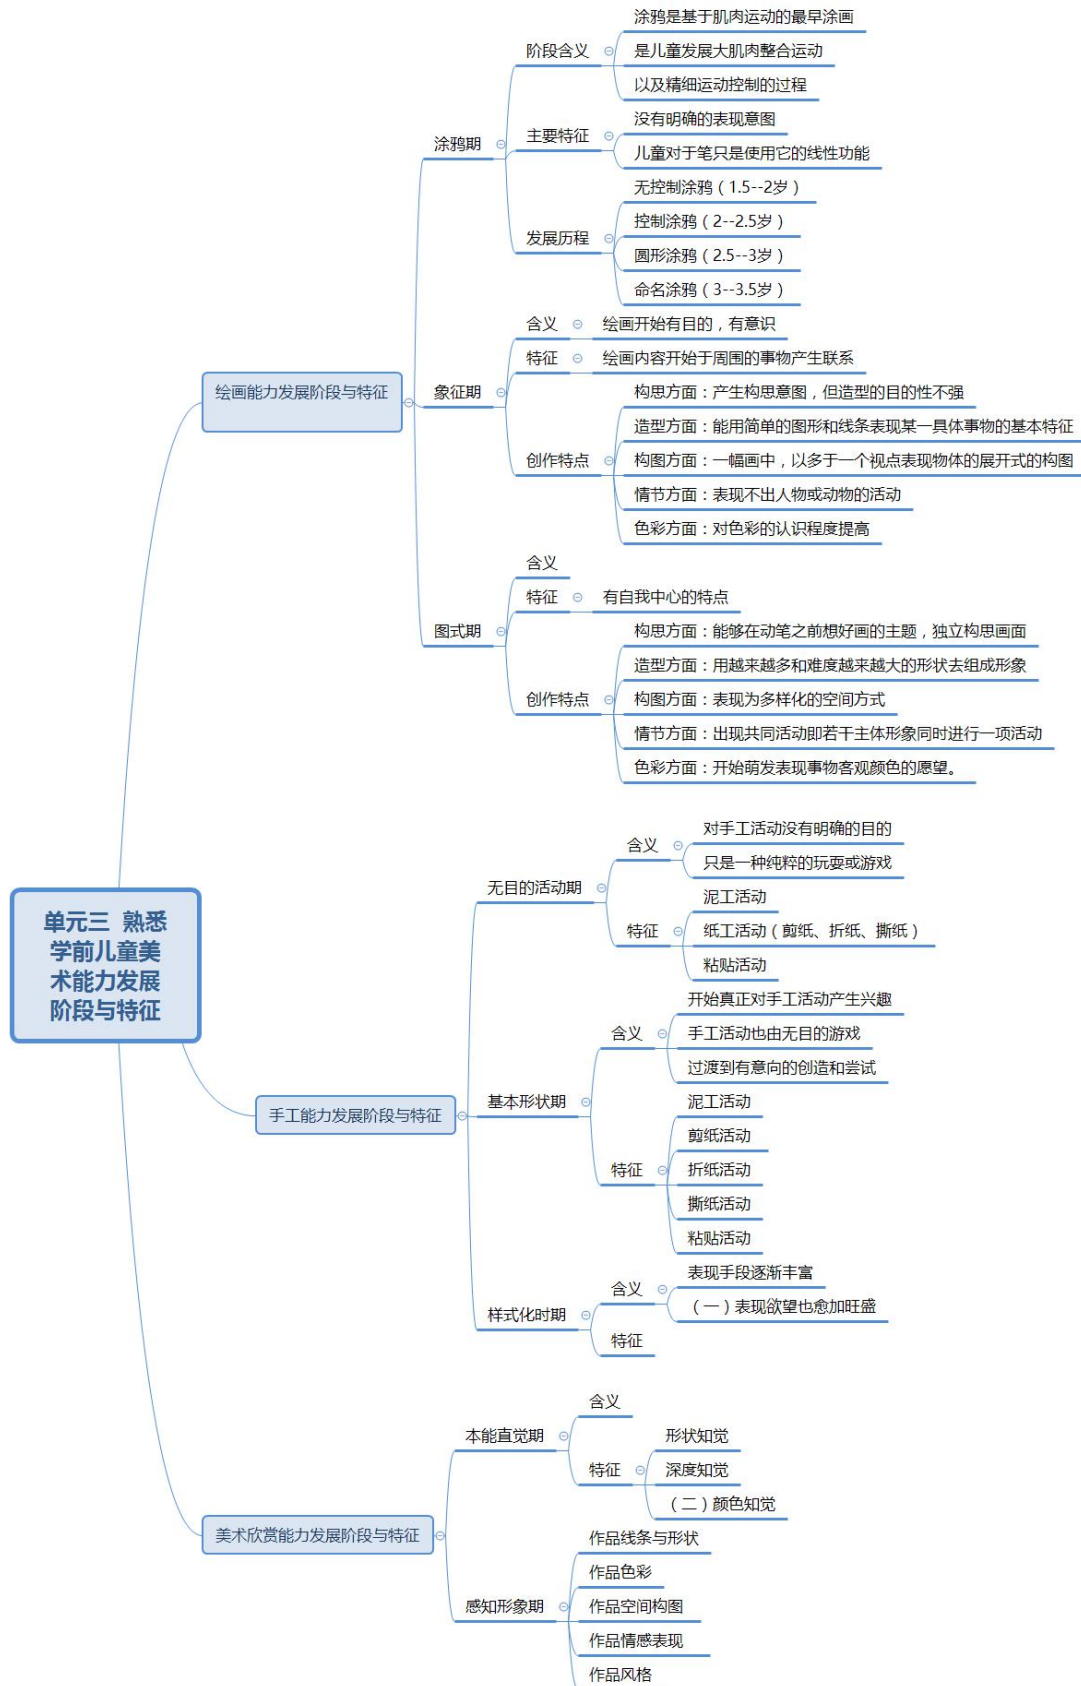 单元三 熟悉
学前儿童美
术能力发展
阶段与特征
绘画能力发展阶段与特征
涂鸦期
阶段含义
涂鸦是基于肌肉运动的最早涂画
是儿童发展大肌肉整合运动
以及精细运动控制的过程
主要特征
没有明确的表现意图
儿童对于笔只是使用它的线性功能
发展历程
无控制涂鸦（1.5--2岁）
控制涂鸦（2--2.5岁）
圆形涂鸦（2.5--3岁）
命名涂鸦（3--3.5岁）
象征期
含义
绘画开始有目的，有意识
特征
绘画内容开始于周围的事物产生联系
创作特点
构思方面：产生构思意图，但造型的目的性不强
造型方面：能用简单的图形和线条表现某一具体事物的基本特征
构图方面：一幅画中，以多于一个视点表现物体的展开式的构图
情节方面：表现不出人物或动物的活动
色彩方面：对色彩的认识程度提高
图式期
含义
特征
有自我中心的特点
创作特点
构思方面：能够在动笔之前想好画的主题，独立构思画面
造型方面：用越来越多和难度越来越大的形状去组成形象
构图方面：表现为多样化的空间方式
情节方面：出现共同活动即若干主体形象同时进行一项活动
色彩方面：开始萌发表现事物客观颜色的愿望。
手工能力发展阶段与特征
无目的活动期
含义
对手工活动没有明确的目的
只是一种纯粹的玩耍或游戏
特征
泥工活动
纸工活动（剪纸、折纸、撕纸）
粘贴活动
基本形状期
含义
开始真正对手工活动产生兴趣
手工活动也由无目的游戏
过渡到有意向的创造和尝试
特征
泥工活动
剪纸活动
折纸活动
撕纸活动
粘贴活动
样式化时期
含义
表现手段逐渐丰富
（一）表现欲望也愈加旺盛
特征
美术欣赏能力发展阶段与特征
本能直觉期
含义
特征
形状知觉
深度知觉
（二）颜色知觉
感知形象期
作品线条与形状
作品色彩
作品空间构图
作品情感表现
作品风格